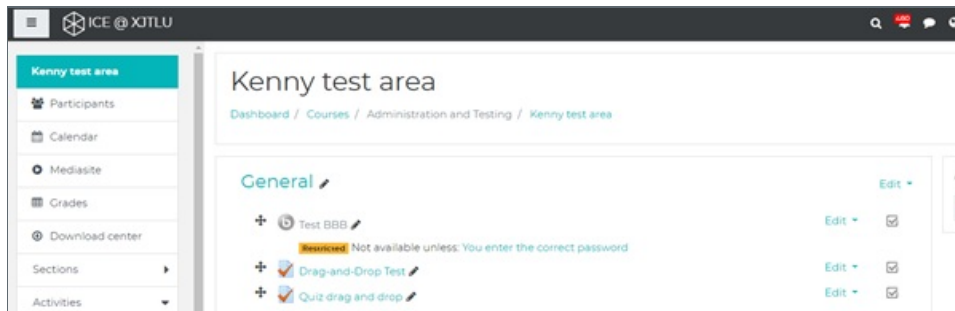 ICE @ XJTLU
480
Kenny test area
Participants
Calendar
Mediasite
Grades
Download center
Sections
Activities
Kenny test area
Dashboard / Courses / Administration and Testing / Kenny test area
General
Edit
b Test BBB
Edit
Restricted Not available unless: You enter the correct password
Drag-and-Drop Test
Edit
Quiz drag and drop
Edit